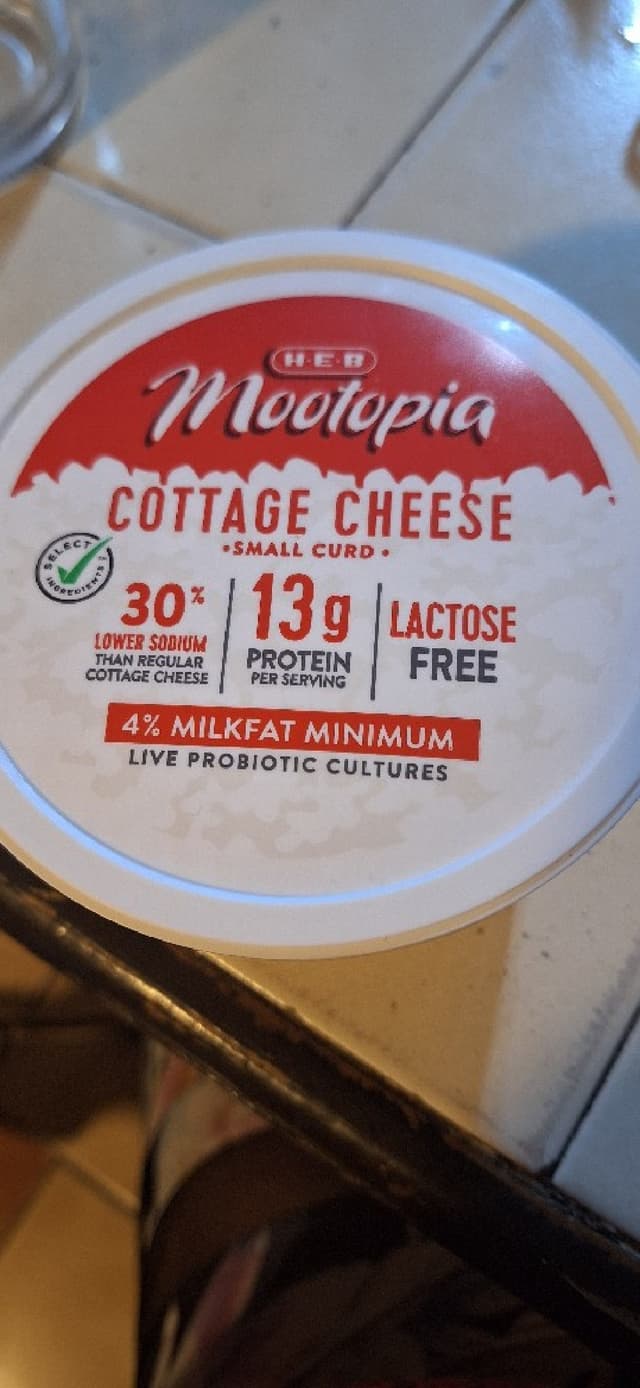 H-E-B
Mootopia
COTTAGE CHEESE
•SMALL CURD•
SELECT INGREDIENTS
30%
LOWER SODIUM
THAN REGULAR
COTTAGE CHEESE
13g
PROTEIN
PER SERVING
LACTOSE
FREE
4% MILKFAT MINIMUM
LIVE PROBIOTIC CULTURES